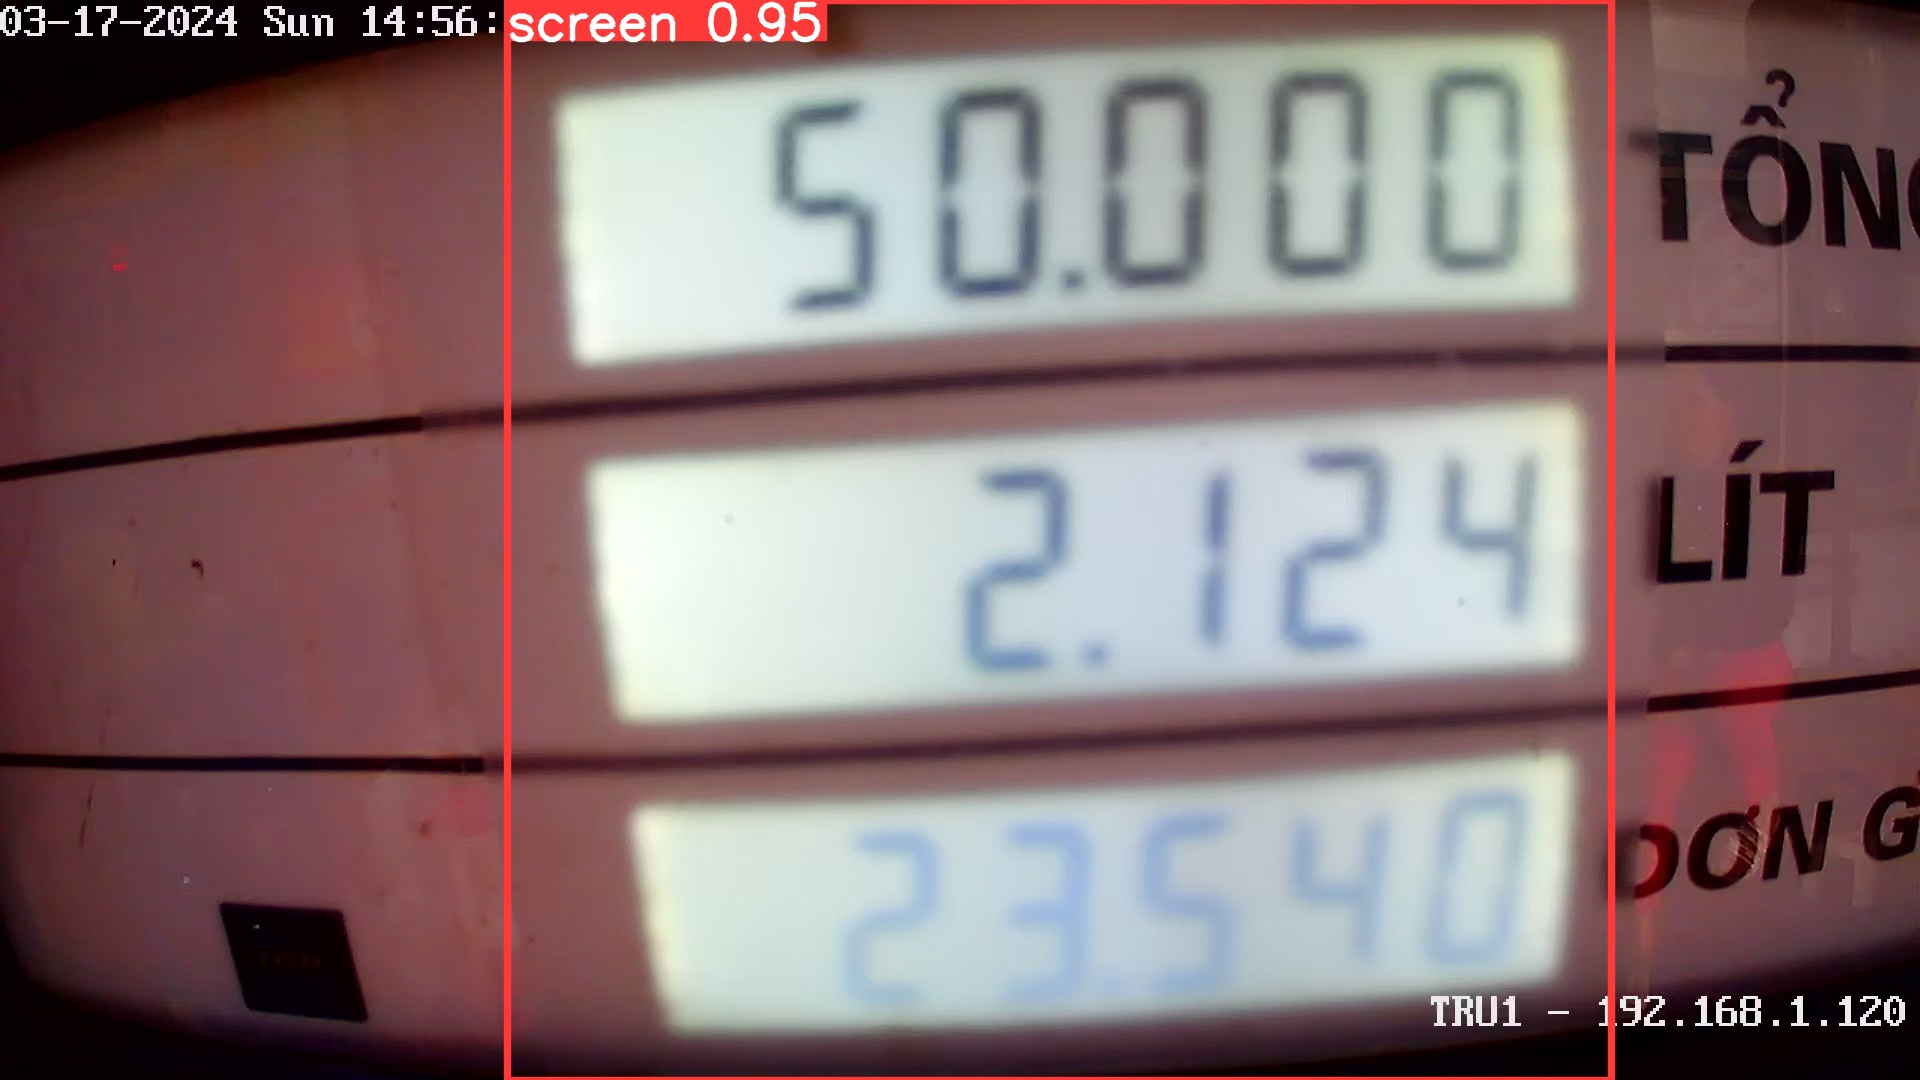 03-17-2024 Sun 14:56:
screen 0.95
50.000
TỔNG
2.124
LÍT
23.540
ĐƠN G
TRU1 - 192.168.1.120